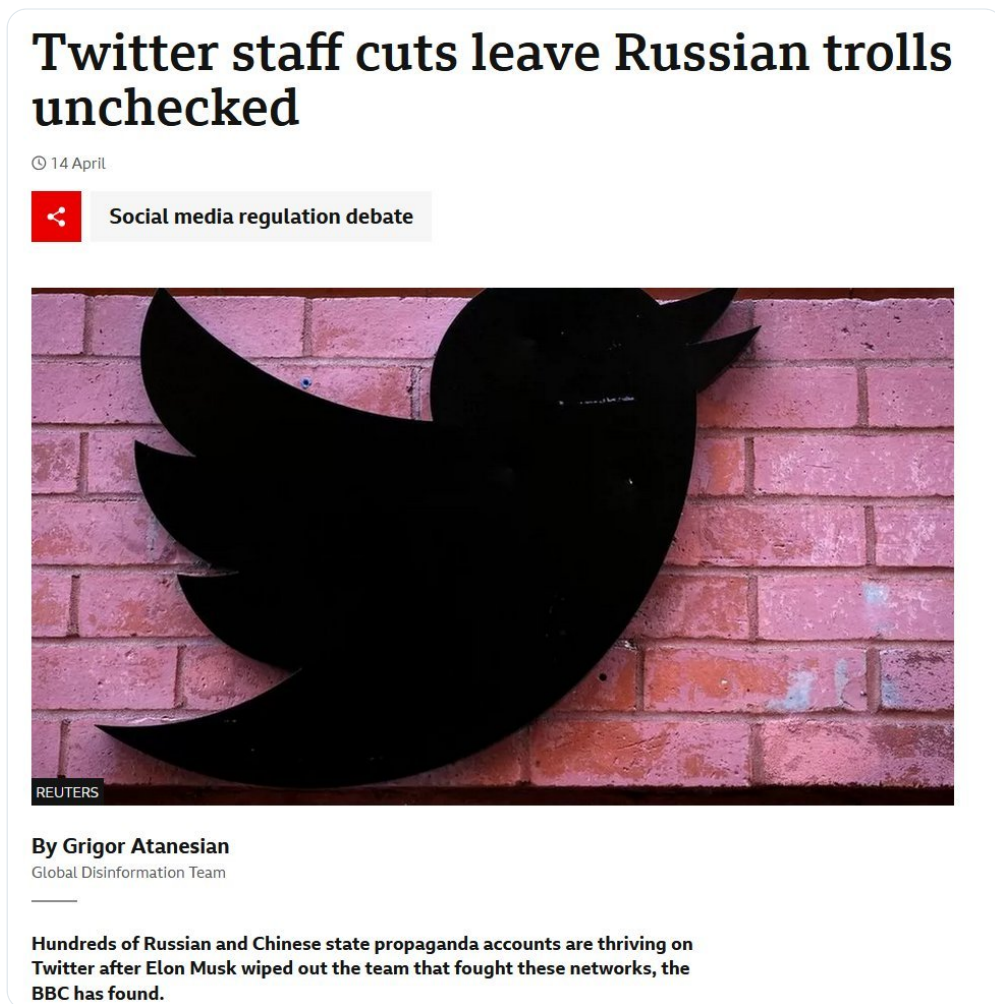 Twitter staff cuts leave Russian trolls
unchecked
14 April
Social media regulation debate
REUTERS
By Grigor Atanesian
Global Disinformation Team
Hundreds of Russian and Chinese state propaganda accounts are thriving on
Twitter after Elon Musk wiped out the team that fought these networks, the
BBC has found.